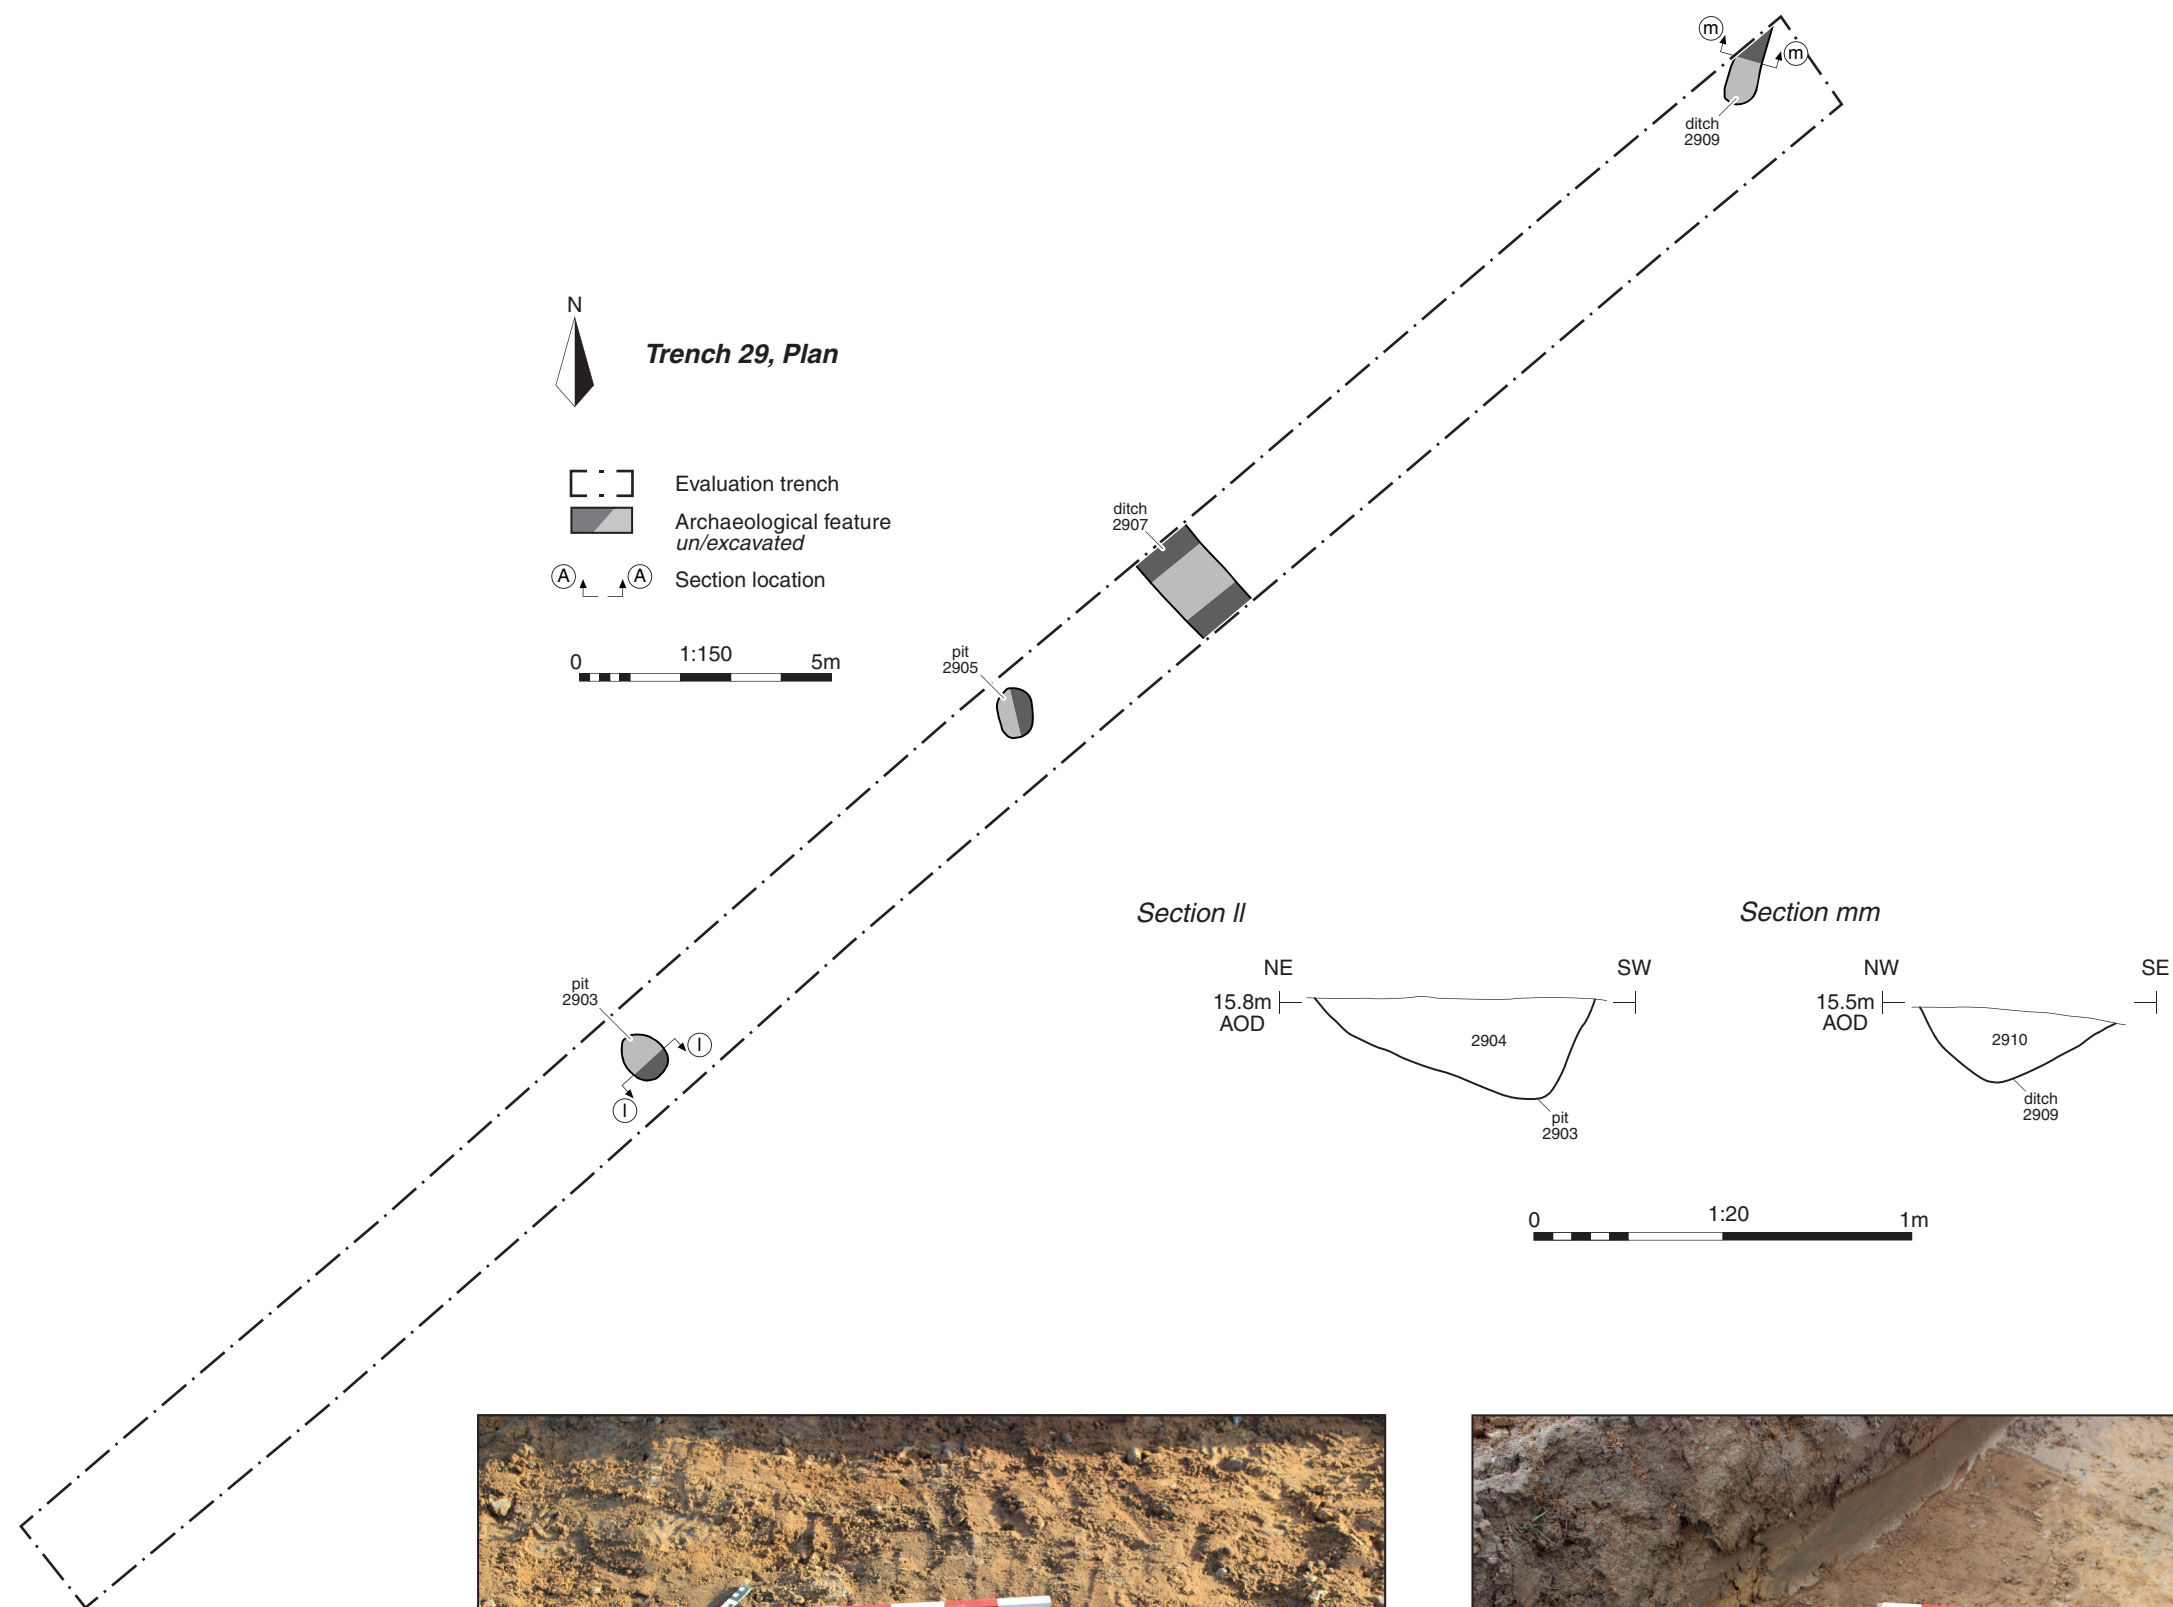 m
m
ditch
2909
N
Trench 29, Plan
Evaluation trench
Archaeological feature
un/excavated
A A Section location
0 1:150 5m
ditch
2907
pit
2905
pit
2903
l
l
Section ll
NE SW
15.8m
AOD
2904
pit
2903
Section mm
NW SE
15.5m
AOD
2910
ditch
2909
0 1:20 1m